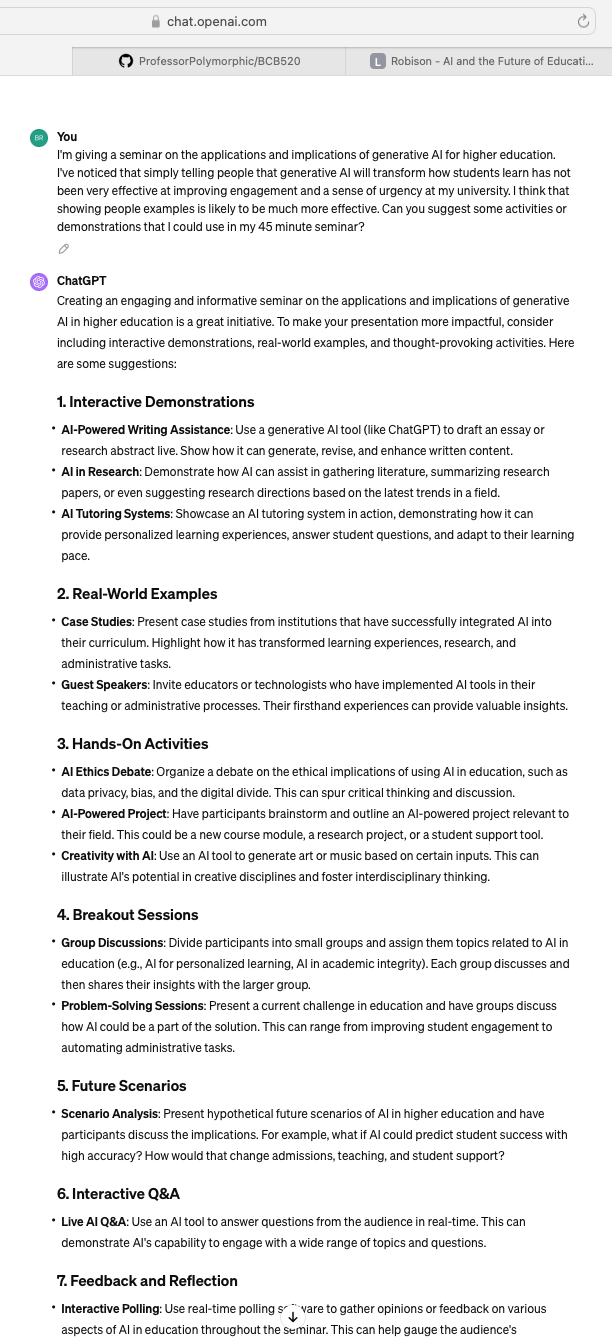 chat.openai.com
ProfessorPolymorphic/BCB520
L Robison - AI and the Future of Educati...
BR You
I'm giving a seminar on the applications and implications of generative AI for higher education.
I've noticed that simply telling people that generative AI will transform how students learn has not
been very effective at improving engagement and a sense of urgency at my university. I think that
showing people examples is likely to be much more effective. Can you suggest some activities or
demonstrations that I could use in my 45 minute seminar?
ChatGPT
Creating an engaging and informative seminar on the applications and implications of generative
AI in higher education is a great initiative. To make your presentation more impactful, consider
including interactive demonstrations, real-world examples, and thought-provoking activities. Here
are some suggestions:
1. Interactive Demonstrations
• AI-Powered Writing Assistance: Use a generative AI tool (like ChatGPT) to draft an essay or
research abstract live. Show how it can generate, revise, and enhance written content.
• AI in Research: Demonstrate how AI can assist in gathering literature, summarizing research
papers, or even suggesting research directions based on the latest trends in a field.
• AI Tutoring Systems: Showcase an AI tutoring system in action, demonstrating how it can
provide personalized learning experiences, answer student questions, and adapt to their learning
pace.
2. Real-World Examples
• Case Studies: Present case studies from institutions that have successfully integrated AI into
their curriculum. Highlight how it has transformed learning experiences, research, and
administrative tasks.
• Guest Speakers: Invite educators or technologists who have implemented AI tools in their
teaching or administrative processes. Their firsthand experiences can provide valuable insights.
3. Hands-On Activities
• AI Ethics Debate: Organize a debate on the ethical implications of using AI in education, such as
data privacy, bias, and the digital divide. This can spur critical thinking and discussion.
• AI-Powered Project: Have participants brainstorm and outline an AI-powered project relevant to
their field. This could be a new course module, a research project, or a student support tool.
• Creativity with AI: Use an AI tool to generate art or music based on certain inputs. This can
illustrate AI's potential in creative disciplines and foster interdisciplinary thinking.
4. Breakout Sessions
• Group Discussions: Divide participants into small groups and assign them topics related to AI in
education (e.g., AI for personalized learning, AI in academic integrity). Each group discusses and
then shares their insights with the larger group.
• Problem-Solving Sessions: Present a current challenge in education and have groups discuss
how AI could be a part of the solution. This can range from improving student engagement to
automating administrative tasks.
5. Future Scenarios
• Scenario Analysis: Present hypothetical future scenarios of AI in higher education and have
participants discuss the implications. For example, what if AI could predict student success with
high accuracy? How would that change admissions, teaching, and student support?
6. Interactive Q&A
• Live AI Q&A: Use an AI tool to answer questions from the audience in real-time. This can
demonstrate AI's capability to engage with a wide range of topics and questions.
7. Feedback and Reflection
• Interactive Polling: Use real-time polling software to gather opinions or feedback on various
aspects of AI in education throughout the seminar. This can help gauge the audience's